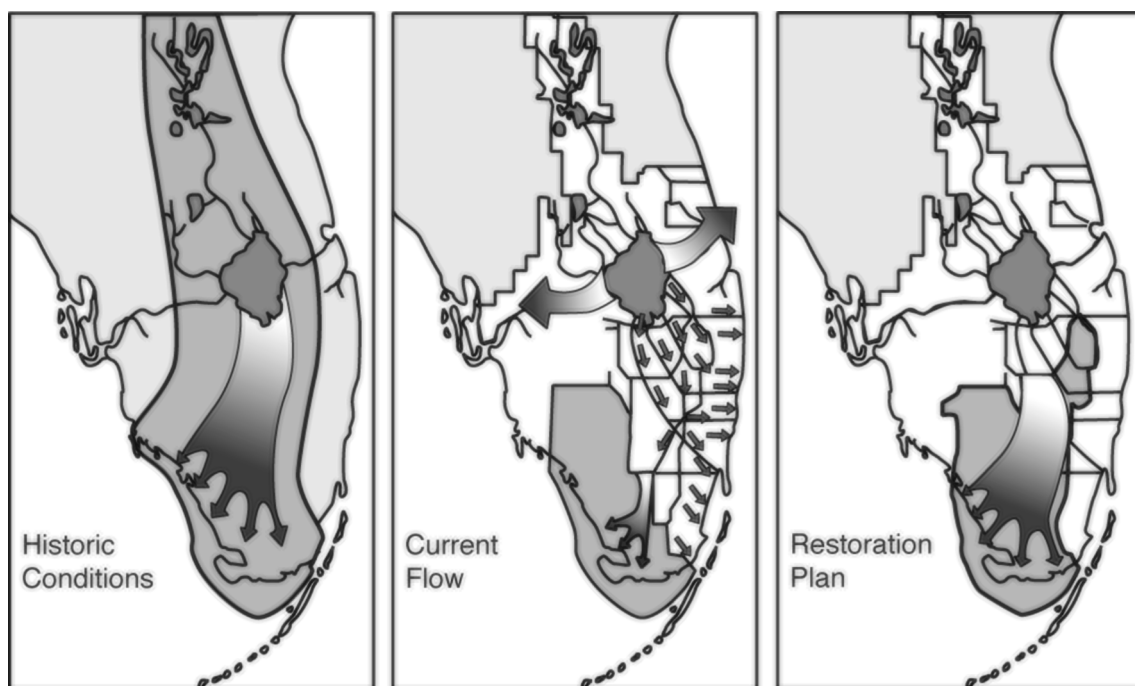 Historic
Conditions
Current
Flow
Restoration
Plan